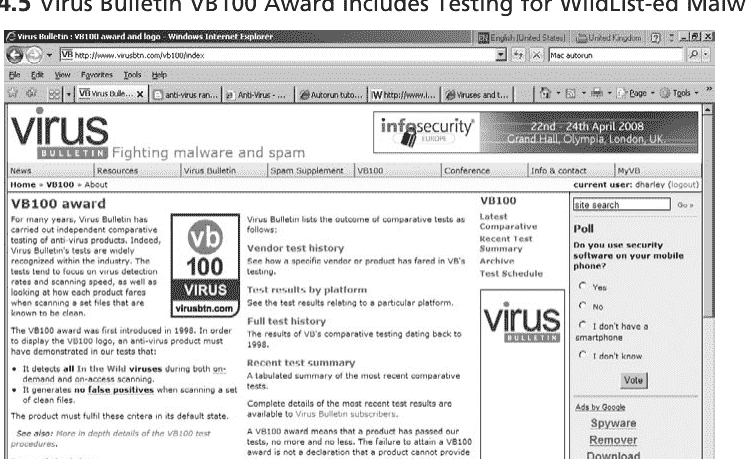 4.5 Virus Bulletin VB100 Award Includes Testing for WildList-ed Malw
Virus Bulletin : VB100 award and logo - Windows Internet Explorer
EN English (United States) United Kingdom
http://www.virusbtn.com/vb100/index
Mac autorun
File Edit View Favorites Tools Help
Virus Bulle... X
anti-virus ran...
Anti-Virus - ...
Autorun tuto...
http://www.i...
Viruses and t...
Page
Tools
virus
BULLETIN Fighting malware and spam
infosecurity
EUROPE
22nd - 24th April 2008
Grand Hall, Olympia, London, UK.
News Resources Virus Bulletin Spam Supplement VB100 Conference Info & contact MyVB
Home » VB100 » About
current user: dharley (logout)
VB100 award
For many years, Virus Bulletin has
carried out independent comparative
testing of anti-virus products. Indeed,
Virus Bulletin's tests are widely
recognized within the industry. The
tests tend to focus on virus detection
rates and scanning speed, as well as
looking at how each product fares
when scanning a set files that are
known to be clean.
vb
100
VIRUS
virusbtn.com
The VB100 award was first introduced in 1998. In order
to display the VB100 logo, an anti-virus product must
have demonstrated in our tests that:
• It detects all In the Wild viruses during both on-
demand and on-access scanning.
• It generates no false positives when scanning a set
of clean files.
The product must fulfil these criteria in its default state.
See also: More in depth details of the VB100 test
procedures.
Virus Bulletin lists the outcome of comparative tests as
follows:
Vendor test history
See how a specific vendor or product has fared in VB's
testing.
Test results by platform
See the test results relating to a particular platform.
Full test history
The results of VB's comparative testing dating back to
1998.
Recent test summary
A tabulated summary of the most recent comparative
tests.
Complete details of the most recent test results are
available to Virus Bulletin subscribers.
A VB100 award means that a product has passed our
tests, no more and no less. The failure to attain a VB100
award is not a declaration that a product cannot provide
VB100
Latest
Comparative
Recent Test
Summary
Archive
Test Schedule
virus
BULLETIN
site search
Go »
Poll
Do you use security
software on your mobile
phone?
Yes
No
I don't have a
smartphone
I don't know
Vote
Ads by Google
Spyware
Remover
Download